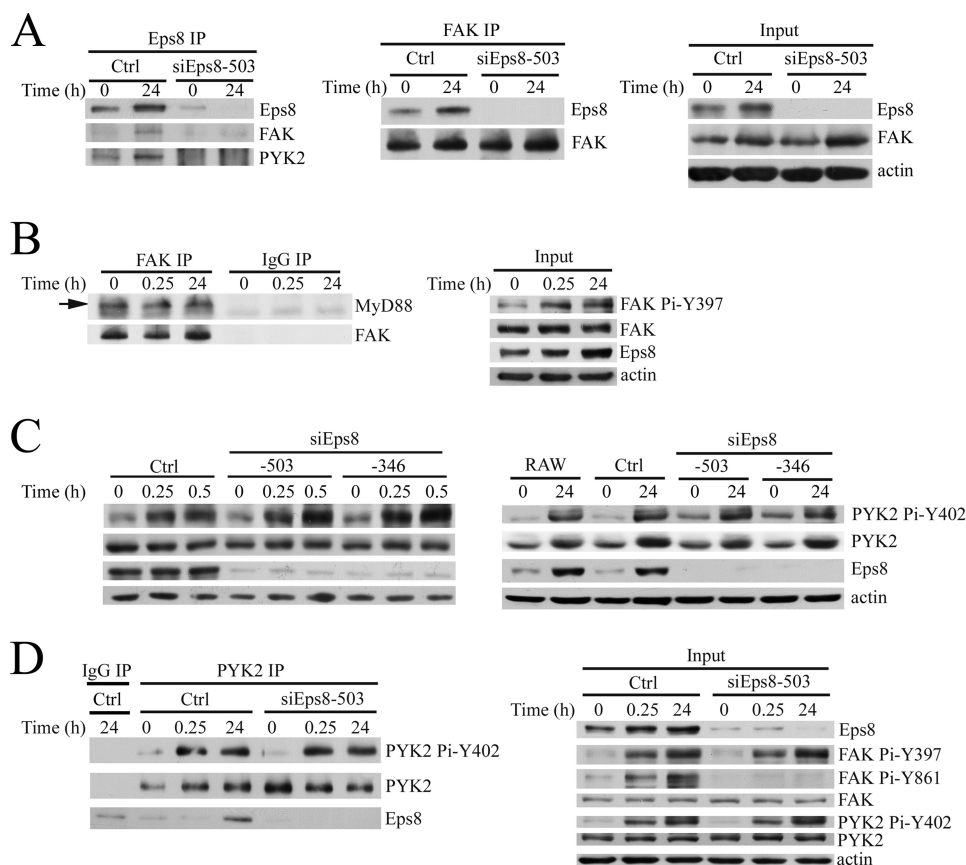 A
Eps8 IP
Ctrl siEps8-503
Time (h) 0 24 0 24
Eps8
FAK
PYK2
FAK IP
Ctrl siEps8-503
Time (h) 0 24 0 24
Eps8
FAK
Input
Ctrl siEps8-503
Time (h) 0 24 0 24
Eps8
FAK
actin
B
FAK IP IgG IP
Time (h) 0 0.25 24 0 0.25 24
MyD88
FAK
Input
Time (h) 0 0.25 24
FAK Pi-Y397
FAK
Eps8
actin
C
siEps8
Ctrl -503 -346
Time (h) 0 0.25 0.5 0 0.25 0.5 0 0.25 0.5
siEps8
RAW Ctrl -503 -346
Time (h) 0 24 0 24 0 24 0 24
PYK2 Pi-Y402
PYK2
Eps8
actin
D
IgG IP PYK2 IP
Ctrl Ctrl siEps8-503
Time (h) 24 0 0.25 24 0 0.25 24
PYK2 Pi-Y402
PYK2
Eps8
Input
Ctrl siEps8-503
Time (h) 0 0.25 24 0 0.25 24
Eps8
FAK Pi-Y397
FAK Pi-Y861
FAK
PYK2 Pi-Y402
PYK2
actin